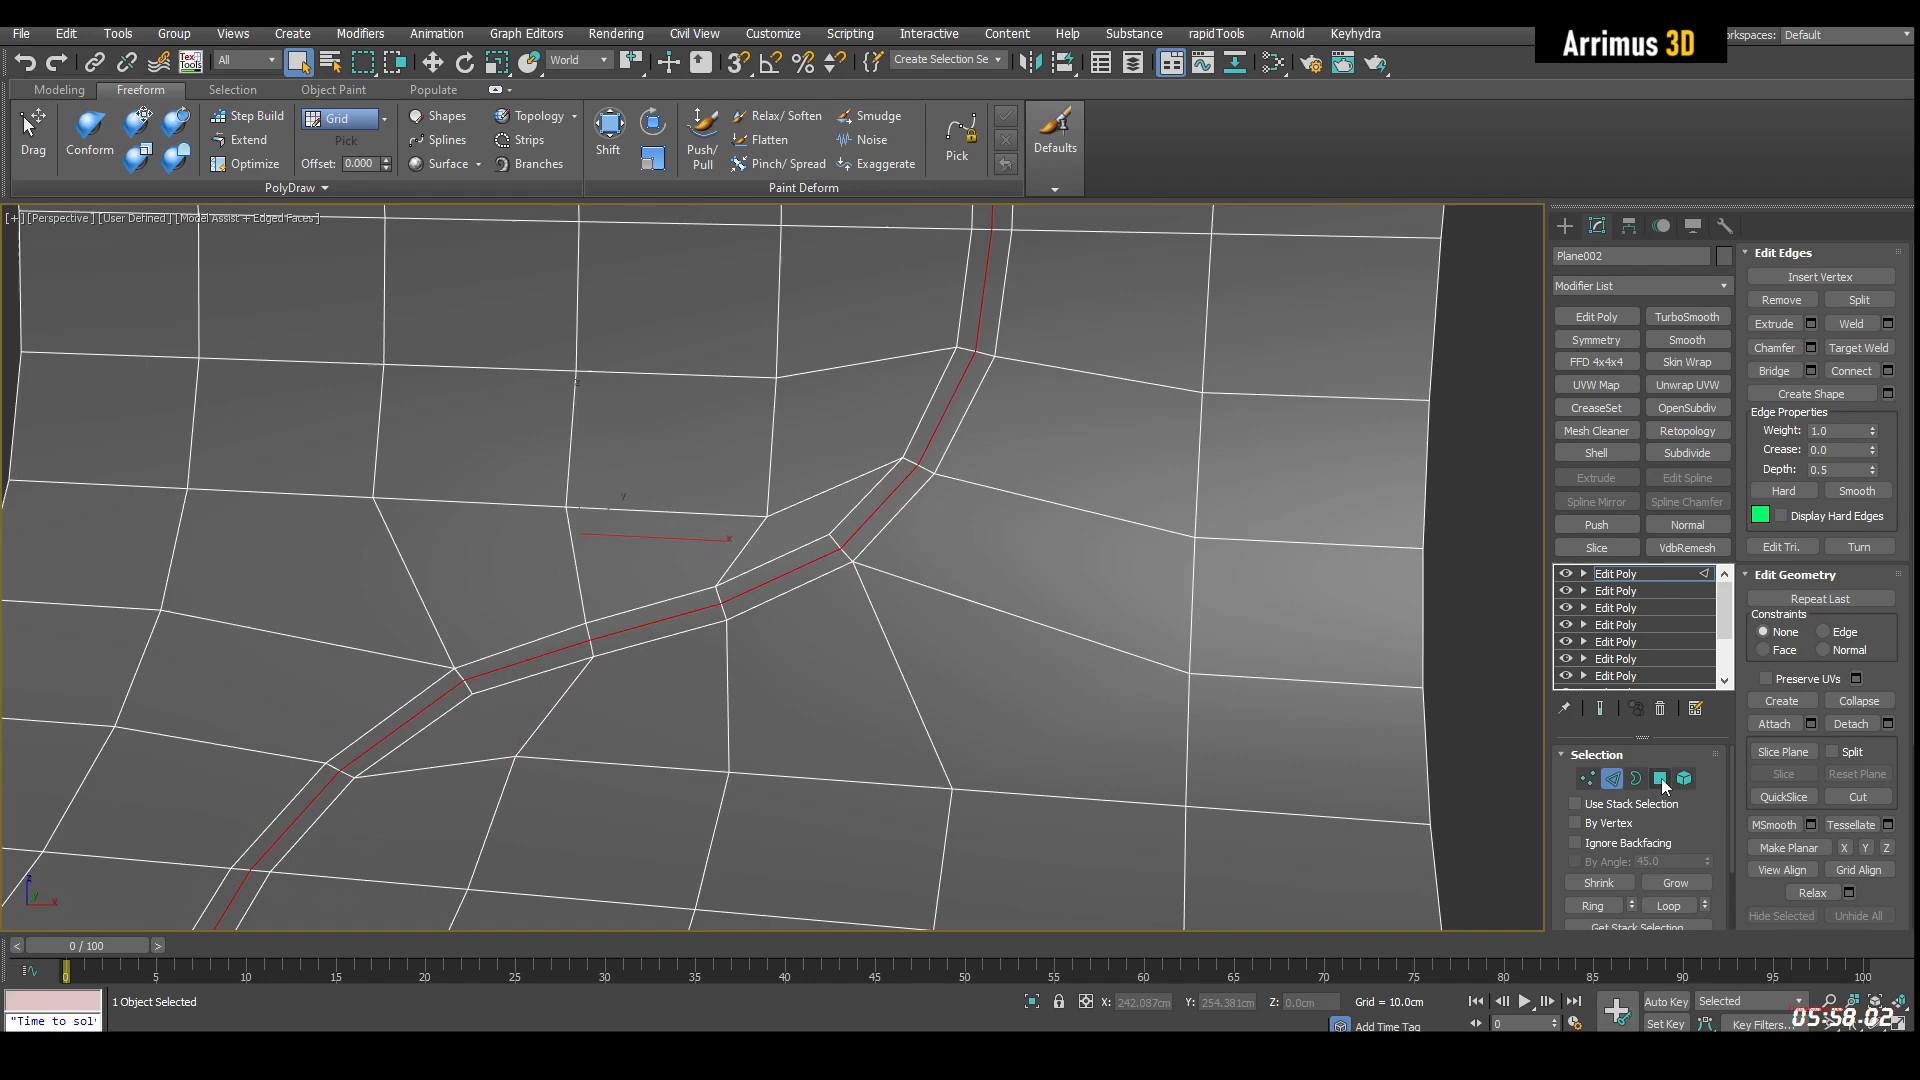 File Edit Tools Group Views Create Modifiers Animation Graph Editors Rendering Civil View Customize Scripting Interactive Content Help Substance rapidTools Arnold Keyhydra
Arrimus 3D
Default
All
World
Create Selection Se
Modeling Freeform Selection Object Paint Populate
Drag
Conform
Step Build
Extend
Optimize
Grid
Pick
Offset: 0.000
Shapes
Splines
Surface
Topology
Strips
Branches
PolyDraw
Shift
Push/
Pull
Relax/ Soften
Flatten
Pinch/ Spread
Smudge
Noise
Exaggerate
Paint Deform
Pick
Defaults
[+] [Perspective] [User Defined] [Model Assist + Edged Faces]
x
y
z
Plane002
Modifier List
Edit Poly TurboSmooth
Symmetry Smooth
FFD 4x4x4 Skin Wrap
UVW Map Unwrap UVW
CreaseSet OpenSubdiv
Mesh Cleaner Retopology
Shell Subdivide
Extrude Edit Spline
Spline Mirror Spline Chamfer
Push Normal
Slice VdbRemesh
Edit Poly
Edit Poly
Edit Poly
Edit Poly
Edit Poly
Edit Poly
Edit Poly
Selection
Use Stack Selection
By Vertex
Ignore Backfacing
By Angle: 45.0
Shrink Grow
Ring Loop
Get Stack Selection
Edit Edges
Insert Vertex
Remove Split
Extrude Weld
Chamfer Target Weld
Bridge Connect
Create Shape
Edge Properties
Weight: 1.0
Crease: 0.0
Depth: 0.5
Hard Smooth
Display Hard Edges
Edit Tri. Turn
Edit Geometry
Repeat Last
Constraints
None Edge
Face Normal
Preserve UVs
Create Collapse
Attach Detach
Slice Plane Split
Slice Reset Plane
QuickSlice Cut
MSmooth Tessellate
Make Planar X Y Z
View Align Grid Align
Relax
Hide Selected Unhide All
< 0 / 100 >
0 5 10 15 20 25 30 35 40 45 50 55 60 65 70 75 80 85 90 95 100
1 Object Selected
"Time to solv
X: 242.087cm Y: 254.381cm Z: 0.0cm Grid = 10.0cm
Add Time Tag
0
Auto Key Selected
Set Key Key Filters...
05:58.02